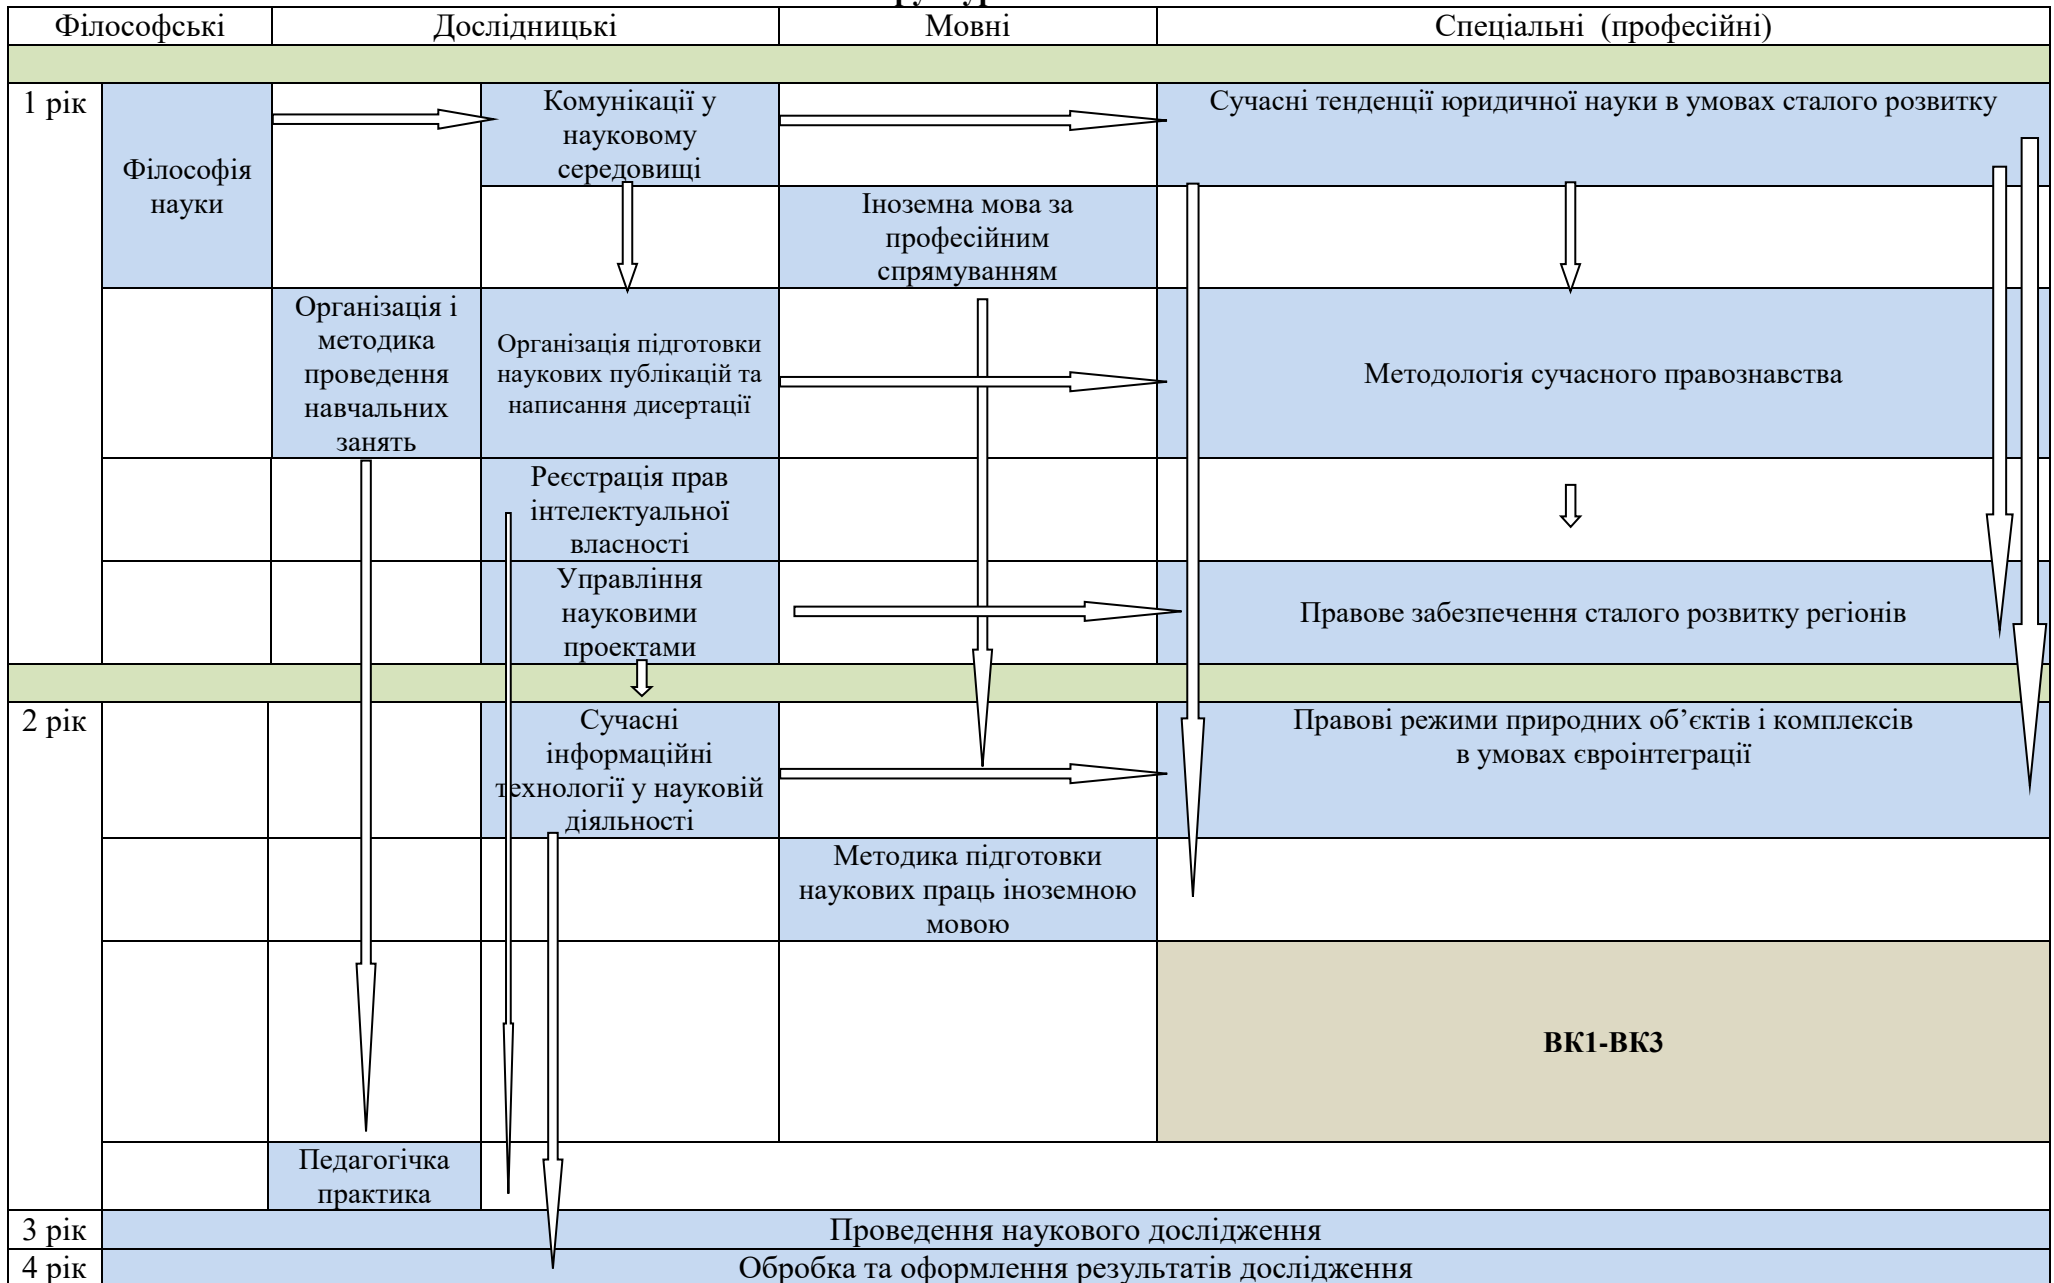 Філософські
Дослідницькі
Мовні
Спеціальні (професійні)
1 рік
Філософія
науки
Комунікації у
науковому
середовищі
Сучасні тенденції юридичної науки в умовах сталого розвитку
Іноземна мова за
професійним
спрямуванням
Організація і
методика
проведення
навчальних
занять
Організація підготовки
наукових публікацій та
написання дисертації
Методологія сучасного правознавства
Реєстрація прав
інтелектуальної
власності
Управління
науковими
проектами
Правове забезпечення сталого розвитку регіонів
2 рік
Сучасні
інформаційні
технології у науковій
діяльності
Правові режими природних об’єктів і комплексів
в умовах євроінтеграції
Методика підготовки
наукових праць іноземною
мовою
ВК1-ВК3
Педагогічка
практика
3 рік
Проведення наукового дослідження
4 рік
Обробка та оформлення результатів дослідження